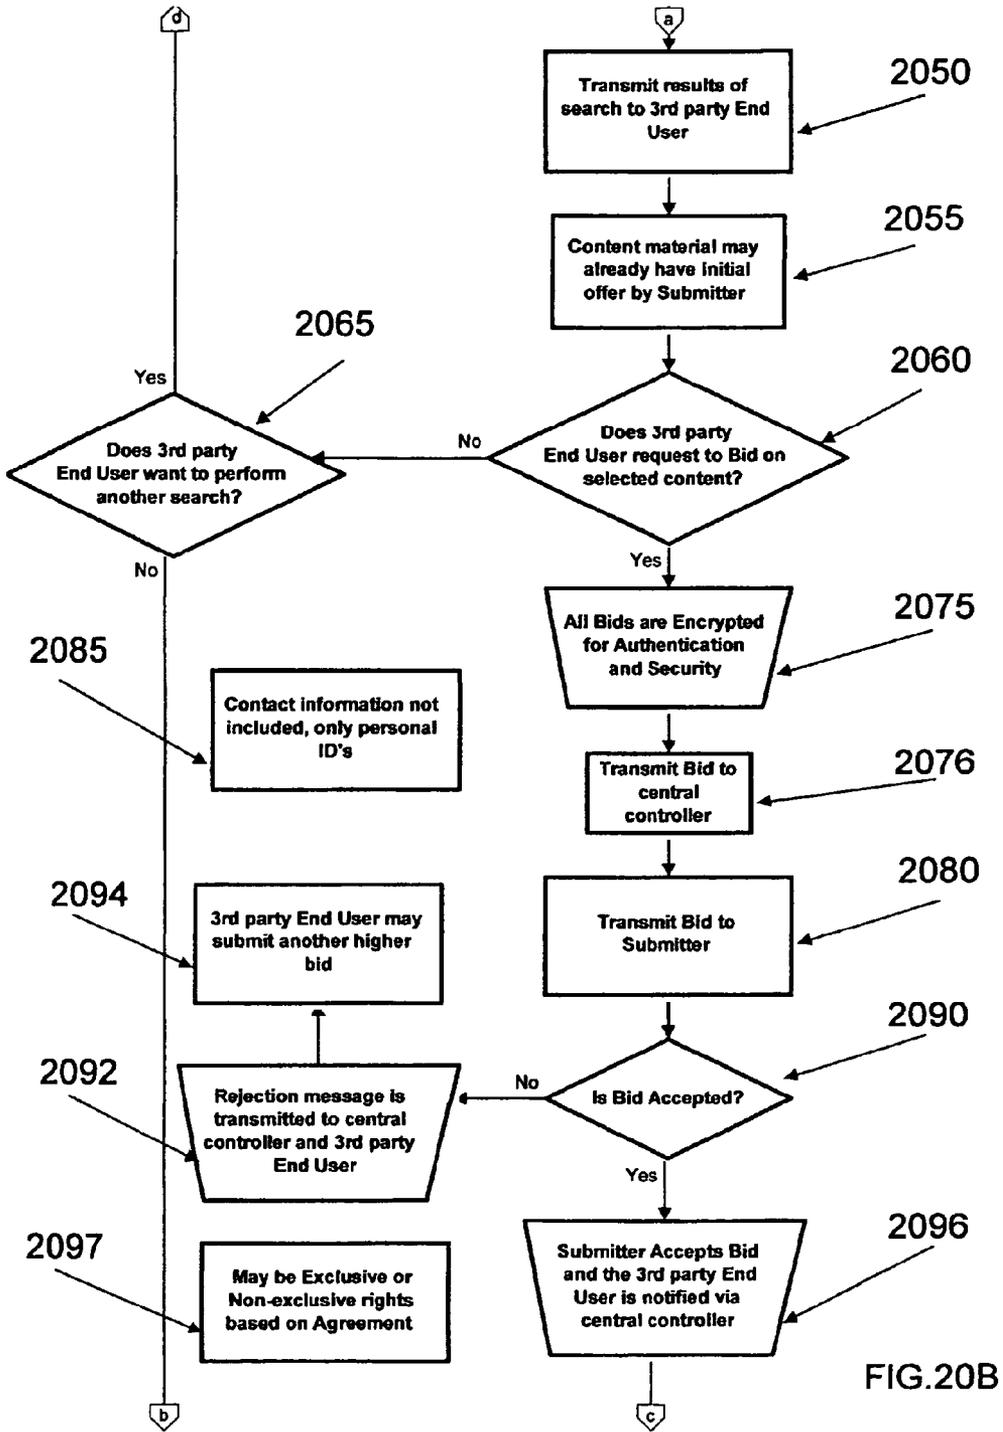 d
a
Transmit results of
search to 3rd party End
User
2050
Content material may
already have Initial
offer by Submitter
2055
2065
2060
Yes
Does 3rd party
End User want to perform
another search?
No
Does 3rd party
End User request to Bid on
selected content?
No
Yes
All Bids are Encrypted
for Authentication
and Security
2075
2085
Contact information not
included, only personal
ID's
Transmit Bid to
central
controller
2076
2094
3rd party End User may
submit another higher
bid
Transmit Bid to
Submitter
2080
2090
2092
Rejection message is
transmitted to central
controller and 3rd party
End User
No
Is Bid Accepted?
Yes
2097
May be Exclusive or
Non-exclusive rights
based on Agreement
Submitter Accepts Bid
and the 3rd party End
User is notified via
central controller
2096
FIG.20B
b
c